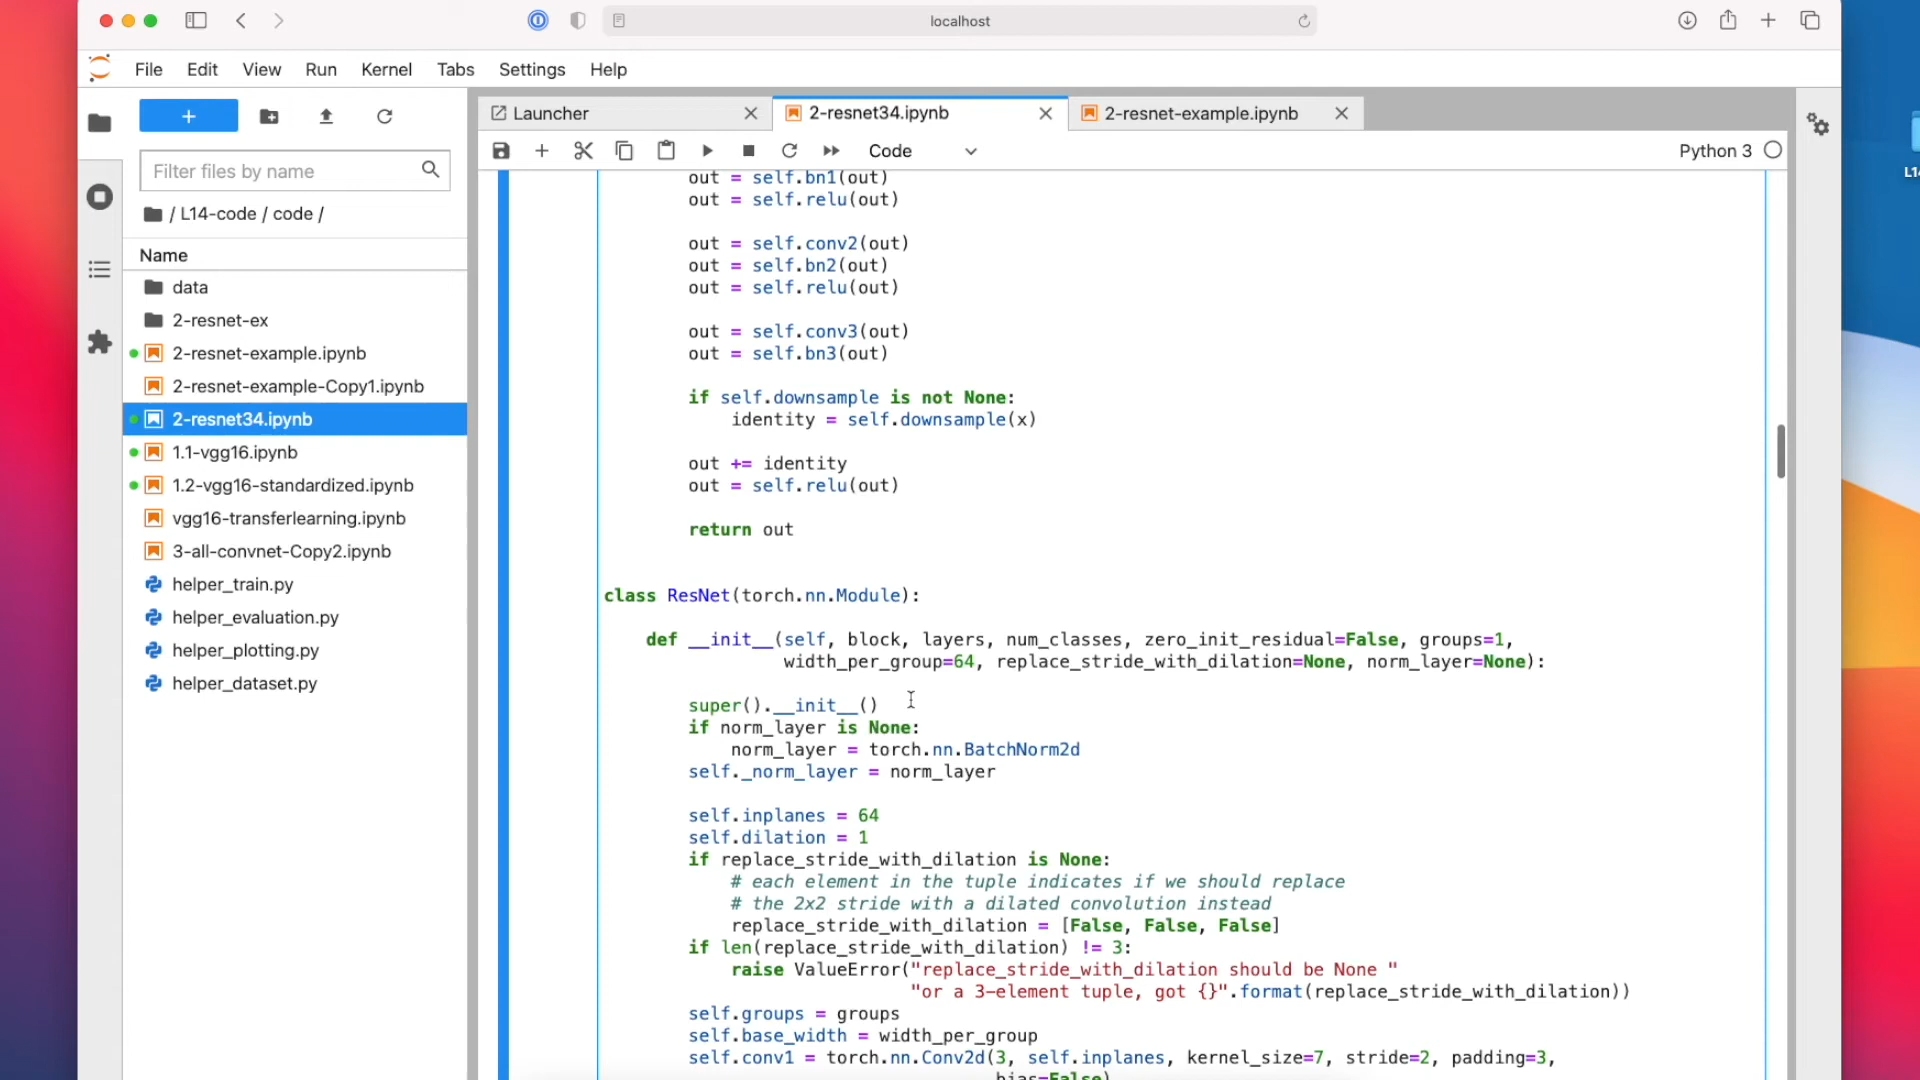 localhost
File Edit View Run Kernel Tabs Settings Help
Launcher 2-resnet34.ipynb 2-resnet-example.ipynb
Code Python 3
Filter files by name
/ L14-code / code /
Name
data
2-resnet-ex
2-resnet-example.ipynb
2-resnet-example-Copy1.ipynb
2-resnet34.ipynb
1.1-vgg16.ipynb
1.2-vgg16-standardized.ipynb
vgg16-transferlearning.ipynb
3-all-convnet-Copy2.ipynb
helper_train.py
helper_evaluation.py
helper_plotting.py
helper_dataset.py
out = self.bn1(out)
out = self.relu(out)
out = self.conv2(out)
out = self.bn2(out)
out = self.relu(out)
out = self.conv3(out)
out = self.bn3(out)
if self.downsample is not None:
identity = self.downsample(x)
out += identity
out = self.relu(out)
return out
class ResNet(torch.nn.Module):
def __init__(self, block, layers, num_classes, zero_init_residual=False, groups=1,
width_per_group=64, replace_stride_with_dilation=None, norm_layer=None):
super().__init__()
if norm_layer is None:
norm_layer = torch.nn.BatchNorm2d
self._norm_layer = norm_layer
self.inplanes = 64
self.dilation = 1
if replace_stride_with_dilation is None:
# each element in the tuple indicates if we should replace
# the 2x2 stride with a dilated convolution instead
replace_stride_with_dilation = [False, False, False]
if len(replace_stride_with_dilation) != 3:
raise ValueError("replace_stride_with_dilation should be None "
"or a 3-element tuple, got {}".format(replace_stride_with_dilation))
self.groups = groups
self.base_width = width_per_group
self.conv1 = torch.nn.Conv2d(3, self.inplanes, kernel_size=7, stride=2, padding=3,
bias=False)